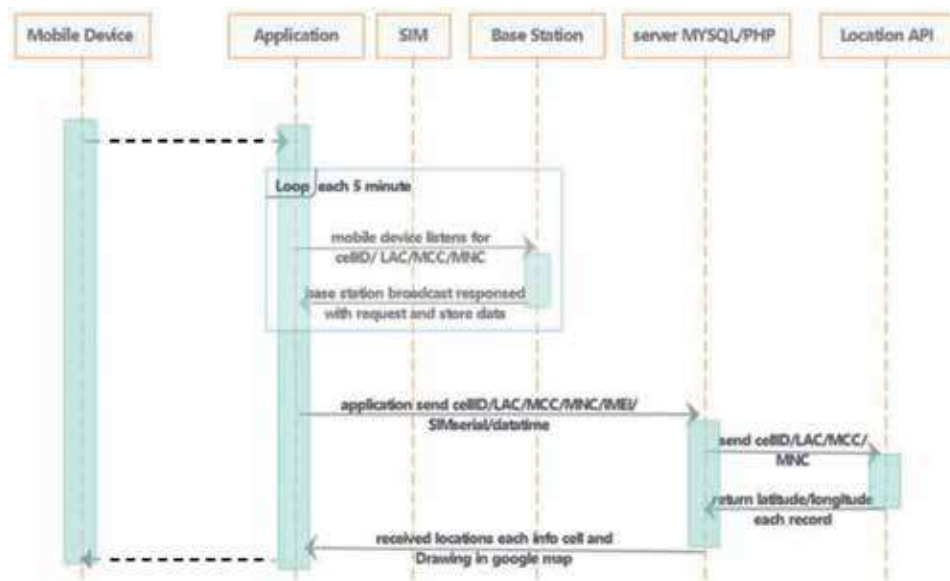 Mobile Device
Application
SIM
Base Station
server MYSQL/PHP
Location API
Loop
each 5 minute
mobile device listens for
cellID/ LAC/MCC/MNC
base station broadcast responsed
with request and store data
application send cellID/LAC/MCC/MNC/IMEI/
SIMserial/datatime
send cellID/LAC/MCC/
MNC
return latitude/longitude
each record
received locations each info cell and
Drawing in google map